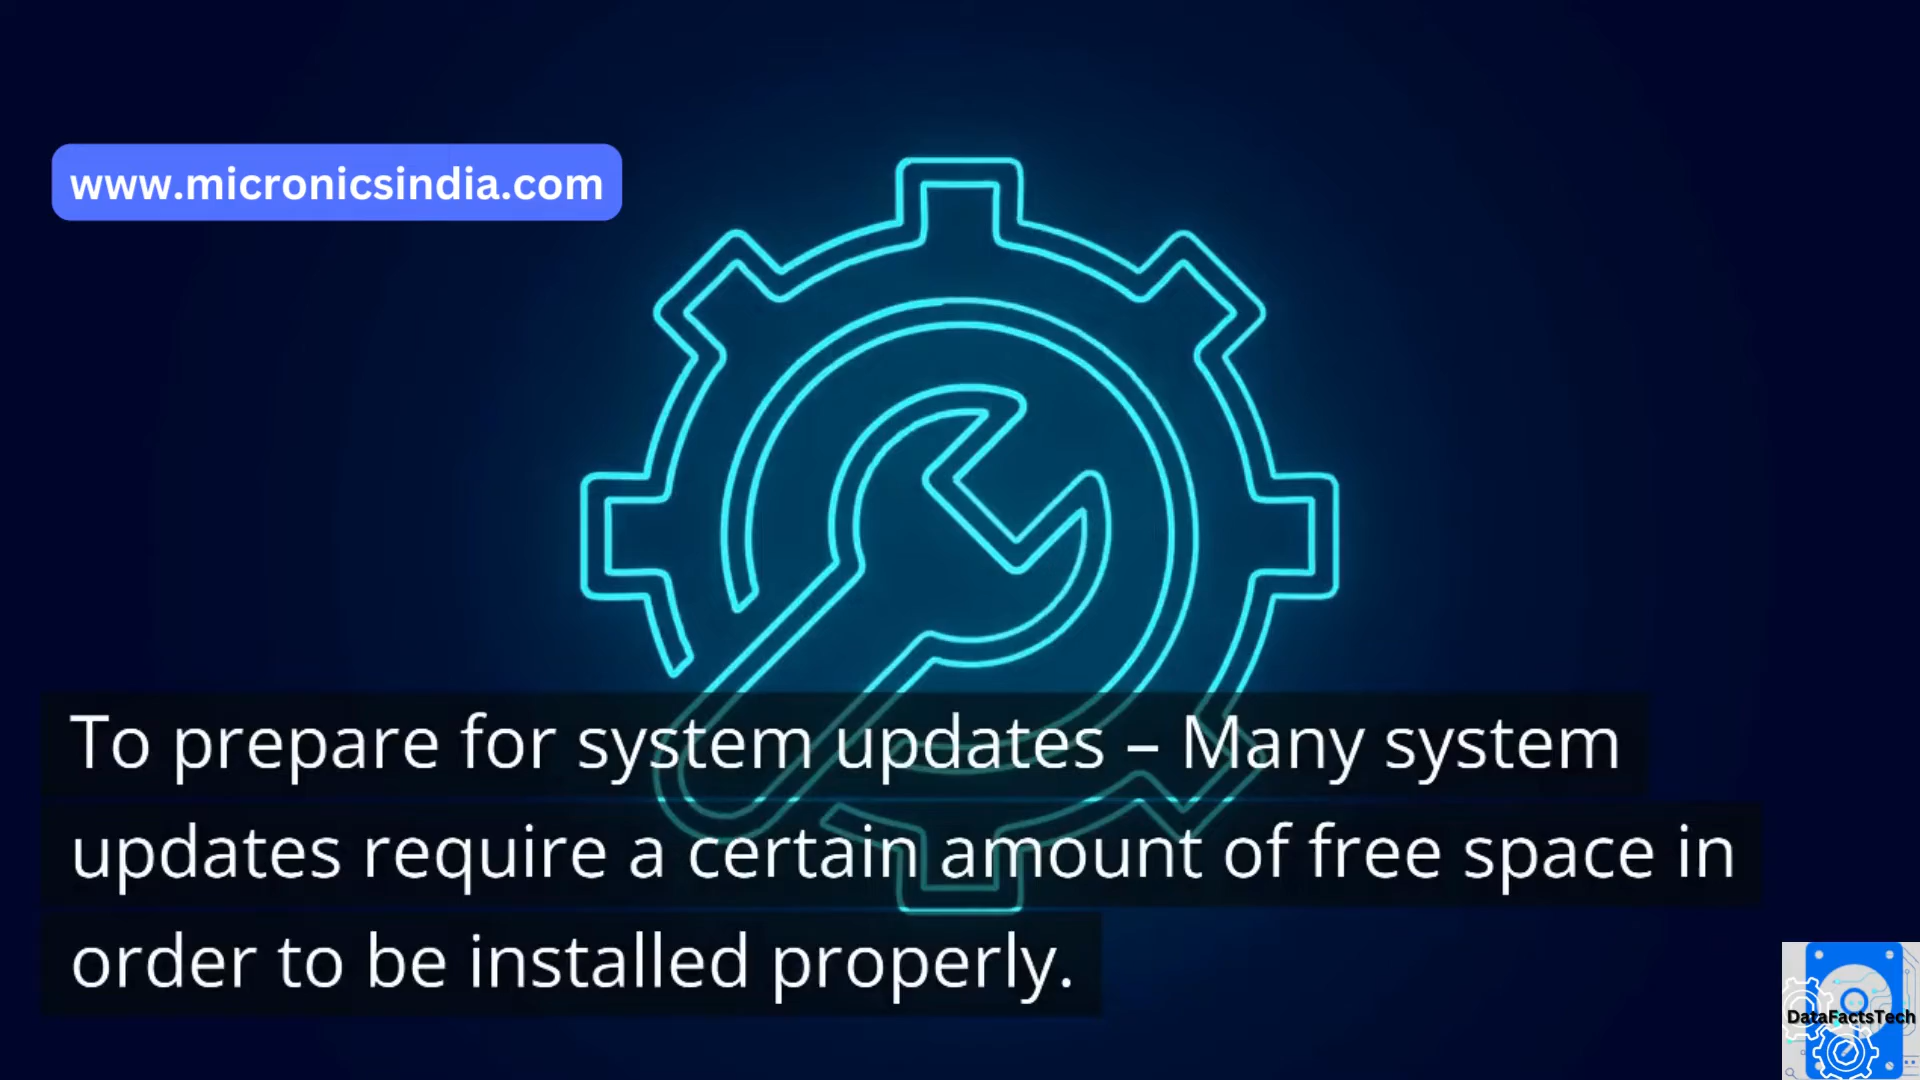 www.micronicsindia.com
To prepare for system updates – Many system
updates require a certain amount of free space in
order to be installed properly.
DataFactsTech